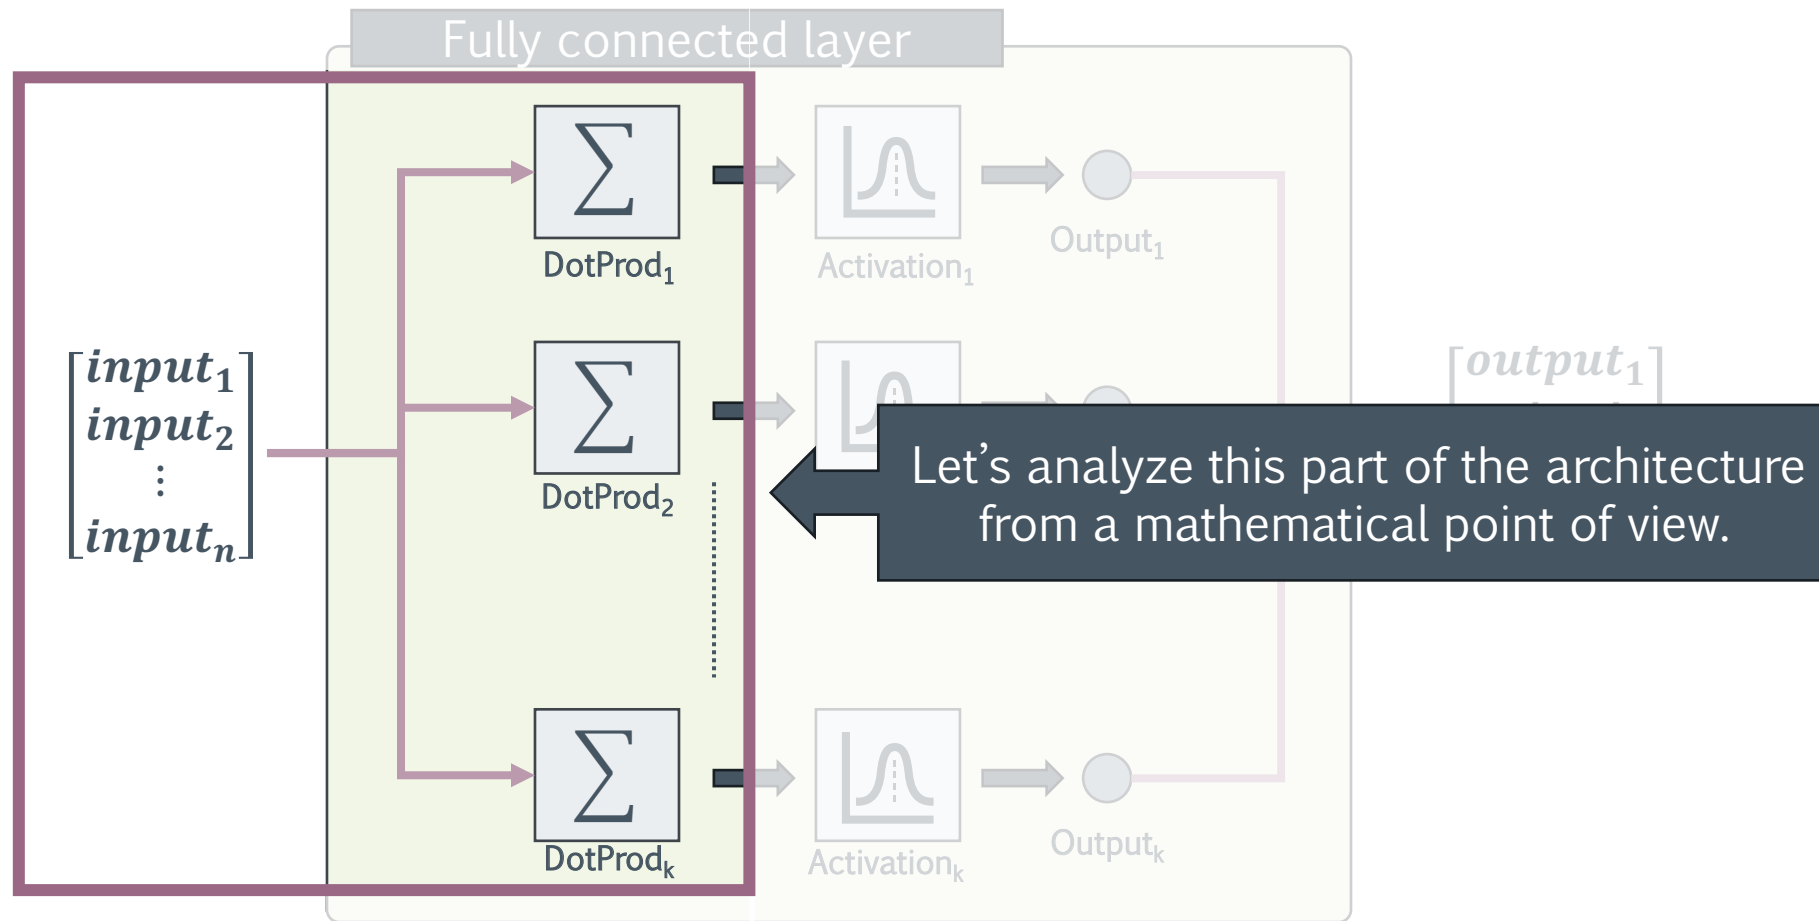 Fully connected layer
∑
DotProd₁
Activation₁
Output₁
input₁
input₂
⋮
inputₙ
∑
DotProd₂
output₁
Let's analyze this part of the architecture
from a mathematical point of view.
∑
DotProdₖ
Activationₖ
Outputₖ